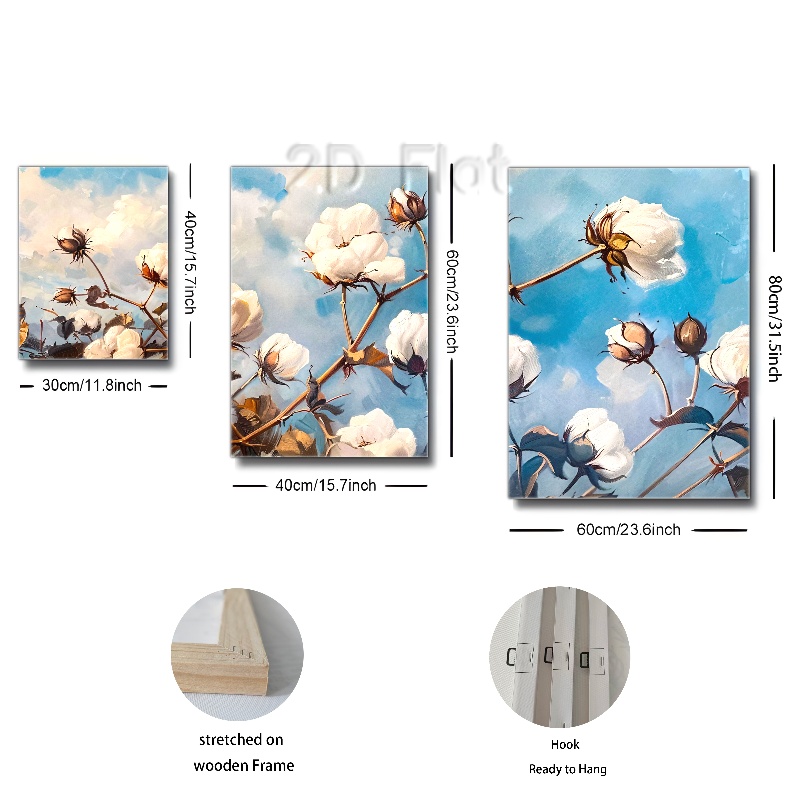 2D Flat
40cm/15.7inch
30cm/11.8inch
60cm/23.6inch
40cm/15.7inch
80cm/31.5inch
60cm/23.6inch
stretched on
wooden Frame
Hook
Ready to Hang